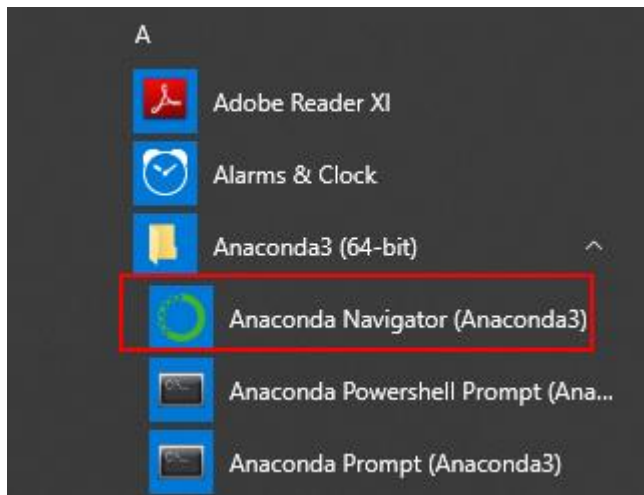 A
Adobe Reader XI
Alarms & Clock
Anaconda3 (64-bit)
Anaconda Navigator (Anaconda3)
Anaconda Powershell Prompt (Ana...
Anaconda Prompt (Anaconda3)